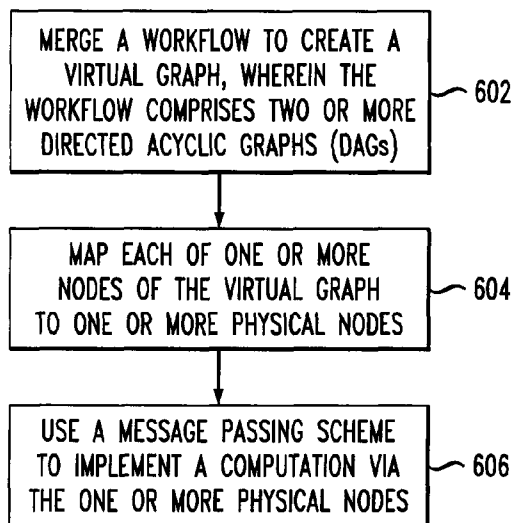 MERGE A WORKFLOW TO CREATE A
VIRTUAL GRAPH, WHEREIN THE
WORKFLOW COMPRISES TWO OR MORE
DIRECTED ACYCLIC GRAPHS (DAGs)
602
MAP EACH OF ONE OR MORE
NODES OF THE VIRTUAL GRAPH
TO ONE OR MORE PHYSICAL NODES
604
USE A MESSAGE PASSING SCHEME
TO IMPLEMENT A COMPUTATION VIA
THE ONE OR MORE PHYSICAL NODES
606